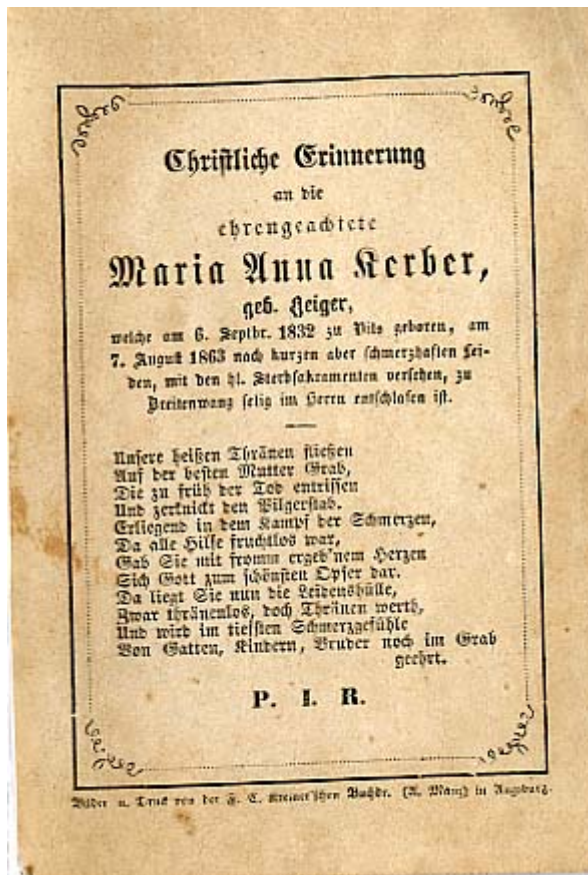 Christliche Erinnerung
an die
ehrengeachtete
Maria Anna Kerber,
geb. Geiger,
welche am 6. Septbr. 1832 zu Vils geboren, am
7. August 1863 nach kurzen aber schmerzhaften Lei-
den, mit den hl. Sterbsakramenten versehen, zu
Breitenwang selig im Herrn entschlafen ist.
Unsere heißen Thränen fließen
Auf der besten Mutter Grab,
Die zu früh der Tod entrissen
Und zerknickt den Pilgerstab.
Erliegend in dem Kampf der Schmerzen,
Da alle Hilfe fruchtlos war,
Gab Sie mit fromm ergeb'nem Herzen
Sich Gott zum schönsten Opfer dar.
Da liegt Sie nun die Leidenshülle,
Zwar thränenlos, doch Thränen werth,
Und wird im tiefsten Schmerzgefühle
Von Gatten, Kindern, Bruder noch im Grab
geehrt.
P. I. R.
Bilder u. Druck von der F. C. Kremer'schen Buchdr. (A. Manz) in Augsburg.